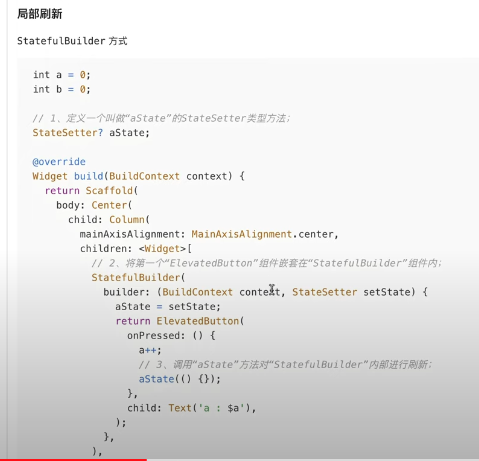 局部刷新
StatefulBuilder 方式
int a = 0;
int b = 0;
// 1、定义一个叫做“aState”的StateSetter类型方法；
StateSetter? aState;
@override
Widget build(BuildContext context) {
return Scaffold(
body: Center(
child: Column(
mainAxisAlignment: MainAxisAlignment.center,
children: <Widget>[
// 2、将第一个“ElevatedButton”组件嵌套在“StatefulBuilder”组件内；
StatefulBuilder(
builder: (BuildContext context, StateSetter setState) {
aState = setState;
return ElevatedButton(
onPressed: () {
a++;
// 3、调用“aState”方法对“StatefulBuilder”内部进行刷新；
aState(() {});
},
child: Text('a : $a'),
);
},
),